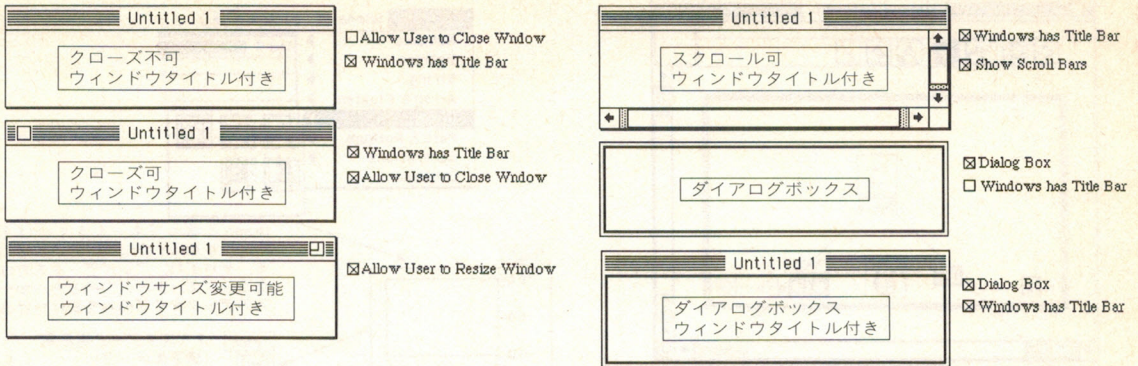 Untitled 1
クローズ不可
ウィンドウタイトル付き
Allow User to Close Wndow
Windows has Title Bar
Untitled 1
クローズ可
ウィンドウタイトル付き
Windows has Title Bar
Allow User to Close Wndow
Untitled 1
ウィンドウサイズ変更可能
ウィンドウタイトル付き
Allow User to Resize Window
Untitled 1
スクロール可
ウィンドウタイトル付き
Windows has Title Bar
Show Scroll Bars
ダイアログボックス
Dialog Box
Windows has Title Bar
Untitled 1
ダイアログボックス
ウィンドウタイトル付き
Dialog Box
Windows has Title Bar